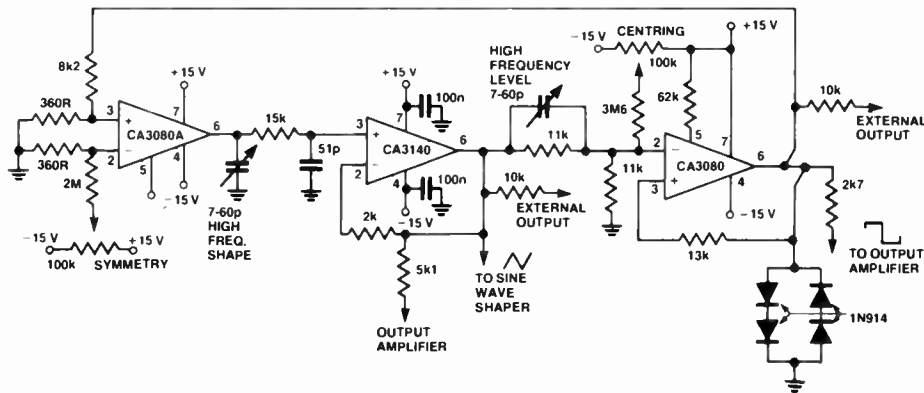 8k2
360R
360R
2M
3
+
-
2
CA3080A
+15 V
7
6
5
4
-15 V
-15 V
+15 V
100k
SYMMETRY
7-60p
HIGH
FREQ.
SHAPE
15k
51p
+15 V
7
100n
3
+
-
2
CA3140
6
4
100n
-15 V
2k
5k1
OUTPUT
AMPLIFIER
10k
EXTERNAL
OUTPUT
TO SINE
WAVE
SHAPER
HIGH
FREQUENCY
LEVEL
7-60p
11k
11k
CENTRING
-15 V
100k
3M6
62k
+15 V
5
7
2
-
+
3
CA3080
6
4
-15 V
13k
10k
EXTERNAL
OUTPUT
2k7
TO OUTPUT
AMPLIFIER
1N914